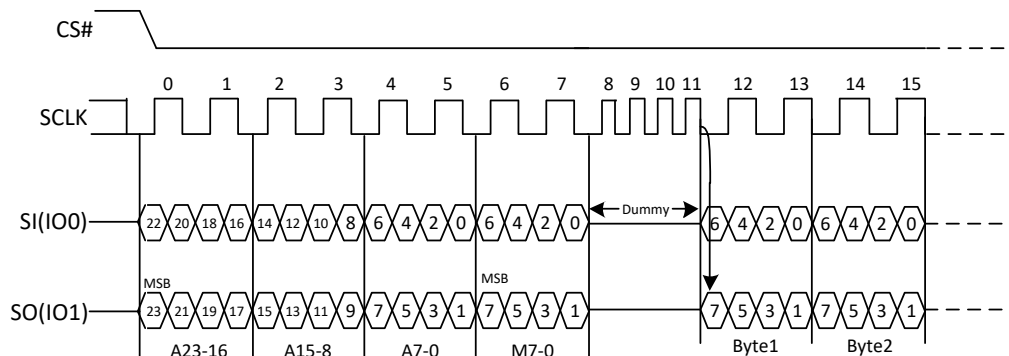 CS#
0 1 2 3 4 5 6 7 8 9 10 11 12 13 14 15
SCLK
SI(IO0) 22 20 18 16 14 12 10 8 6 4 2 0 6 4 2 0 Dummy 6 4 2 0 6 4 2 0
MSB MSB
SO(IO1) 23 21 19 17 15 13 11 9 7 5 3 1 7 5 3 1 7 5 3 1 7 5 3 1
A23-16 A15-8 A7-0 M7-0 Byte1 Byte2